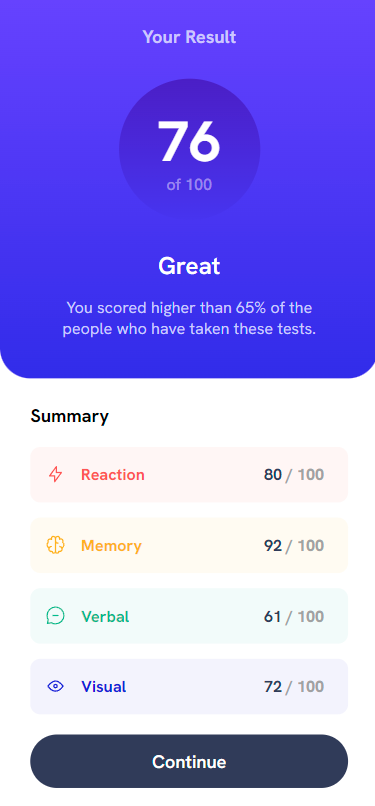 Your Result
76
of 100
Great
You scored higher than 65% of the
people who have taken these tests.
Summary
Reaction 80 / 100
Memory 92 / 100
Verbal 61 / 100
Visual 72 / 100
Continue